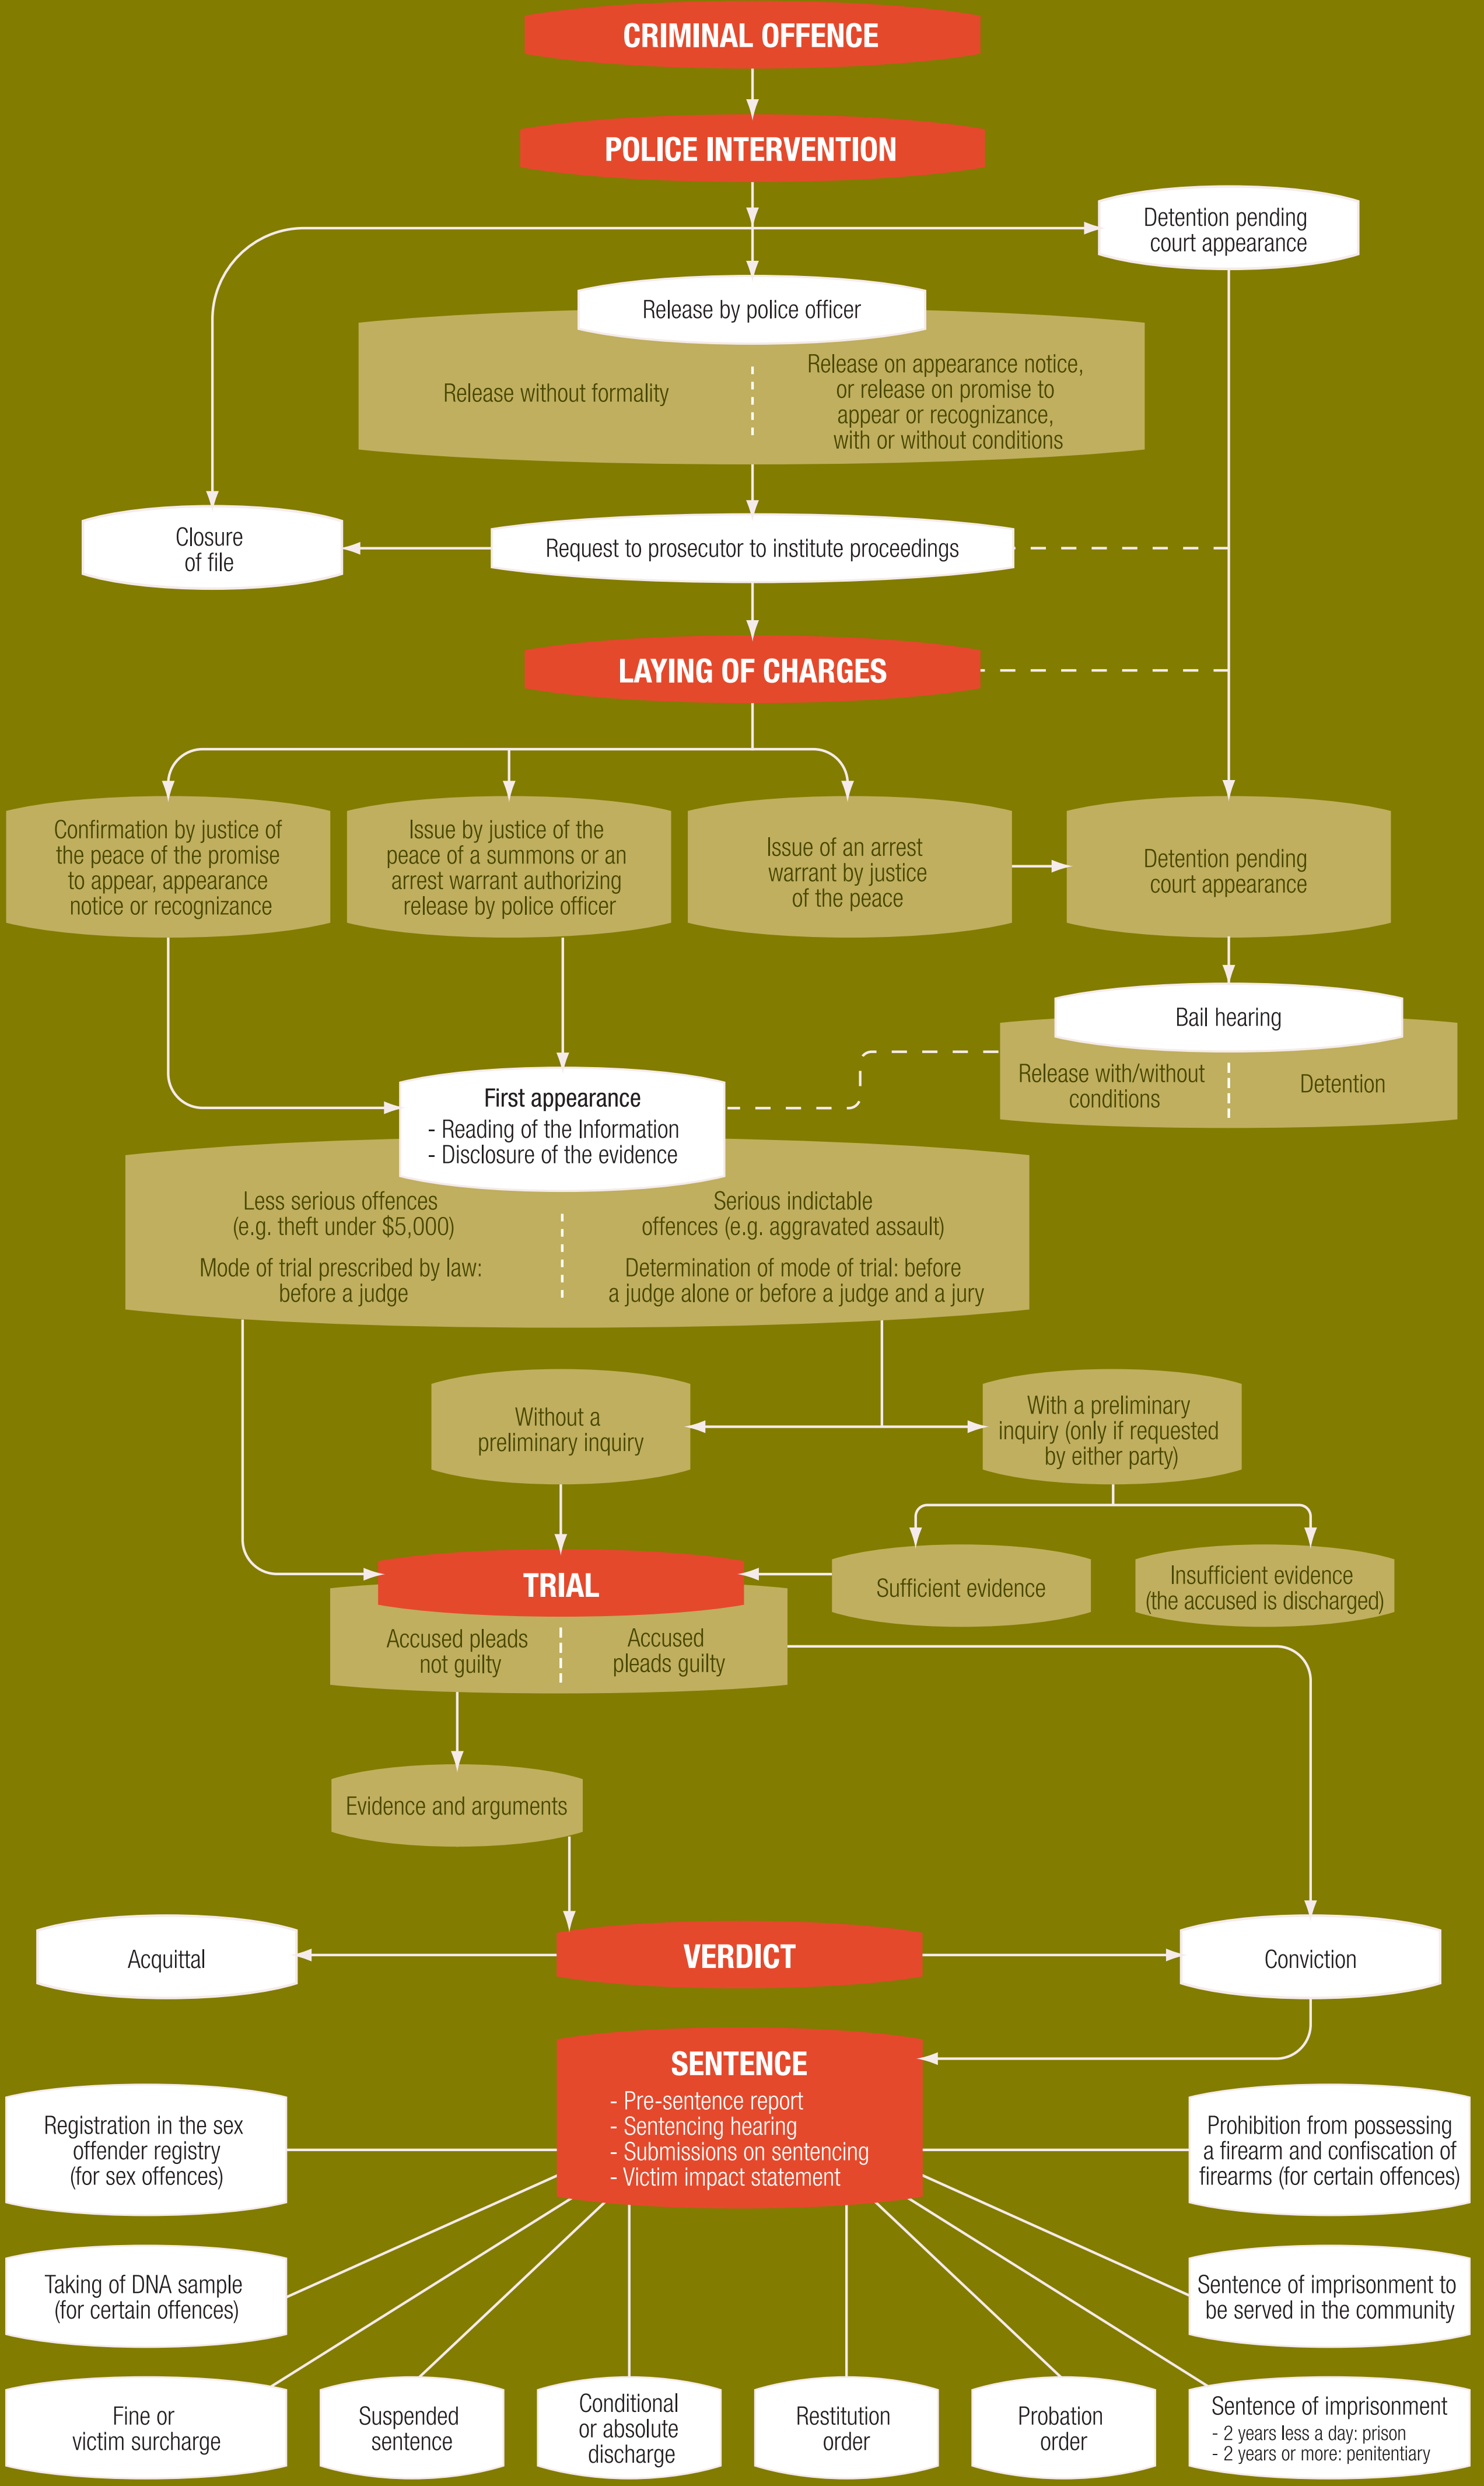 CRIMINAL OFFENCE
POLICE INTERVENTION
Detention pending
court appearance
Release by police officer
Release without formality
Release on appearance notice,
or release on promise to
appear or recognizance,
with or without conditions
Closure
of file
Request to prosecutor to institute proceedings
LAYING OF CHARGES
Confirmation by justice of
the peace of the promise
to appear, appearance
notice or recognizance
Issue by justice of the
peace of a summons or an
arrest warrant authorizing
release by police officer
Issue of an arrest
warrant by justice
of the peace
Detention pending
court appearance
Bail hearing
Release with/without
conditions
Detention
First appearance
- Reading of the Information
- Disclosure of the evidence
Less serious offences
(e.g. theft under $5,000)
Mode of trial prescribed by law:
before a judge
Serious indictable
offences (e.g. aggravated assault)
Determination of mode of trial: before
a judge alone or before a judge and a jury
Without a
preliminary inquiry
With a preliminary
inquiry (only if requested
by either party)
TRIAL
Sufficient evidence
Insufficient evidence
(the accused is discharged)
Accused pleads
not guilty
Accused
pleads guilty
Evidence and arguments
Acquittal
VERDICT
Conviction
SENTENCE
- Pre-sentence report
- Sentencing hearing
- Submissions on sentencing
- Victim impact statement
Registration in the sex
offender registry
(for sex offences)
Prohibition from possessing
a firearm and confiscation of
firearms (for certain offences)
Taking of DNA sample
(for certain offences)
Sentence of imprisonment to
be served in the community
Fine or
victim surcharge
Suspended
sentence
Conditional
or absolute
discharge
Restitution
order
Probation
order
Sentence of imprisonment
- 2 years less a day: prison
- 2 years or more: penitentiary